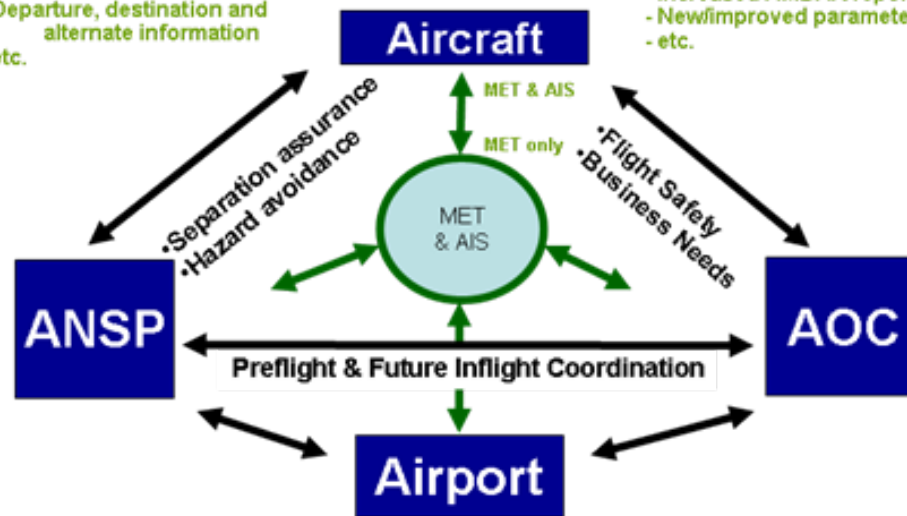 Departure, destination and
alternate information
etc.
- New/improved
- etc.
Aircraft
MET & AIS
MET only
•Separation assurance
•Hazard avoidance
•Flight Safety
•Business Needs
MET
& AIS
ANSP
AOC
Preflight & Future Inflight Coordination
Airport